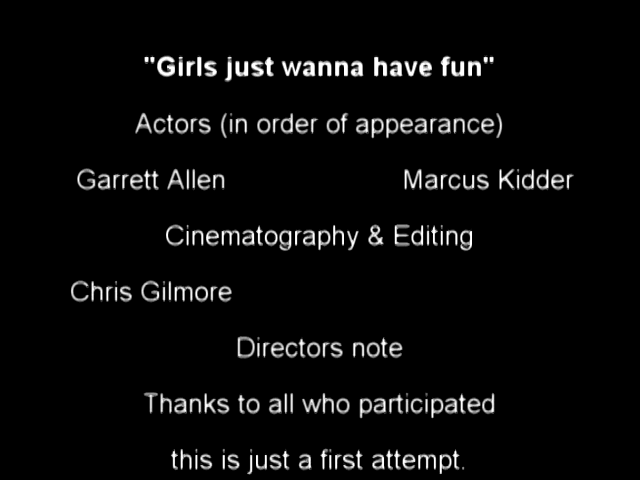 "Girls just wanna have fun"
Actors (in order of appearance)
Garrett Allen Marcus Kidder
Cinematography & Editing
Chris Gilmore
Directors note
Thanks to all who participated
this is just a first attempt.